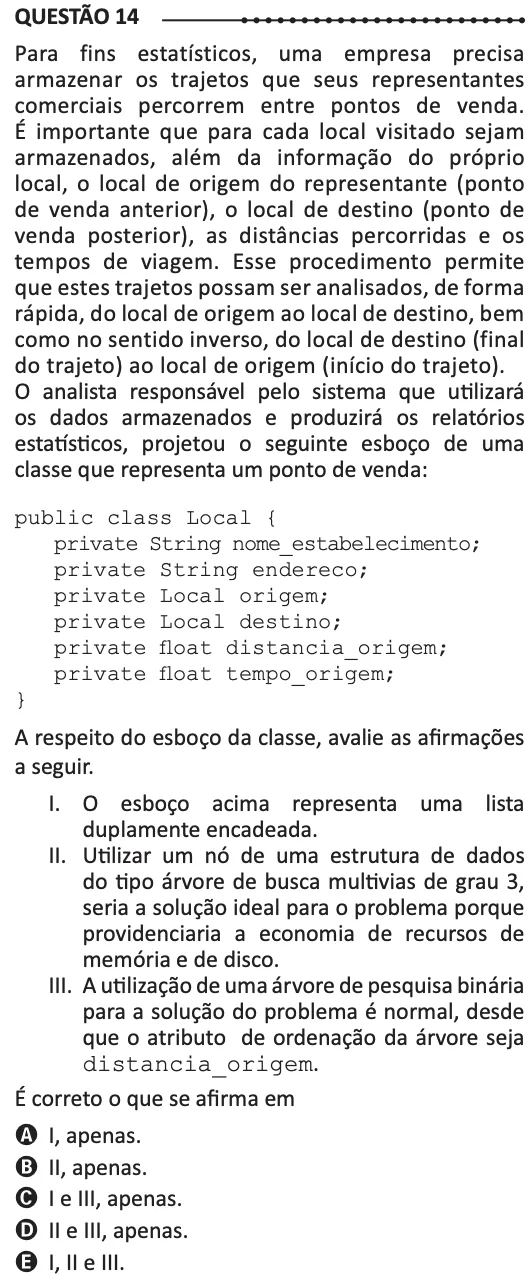 QUESTÃO 14
Para fins estatísticos, uma empresa precisa
armazenar os trajetos que seus representantes
comerciais percorrem entre pontos de venda.
É importante que para cada local visitado sejam
armazenados, além da informação do próprio
local, o local de origem do representante (ponto
de venda anterior), o local de destino (ponto de
venda posterior), as distâncias percorridas e os
tempos de viagem. Esse procedimento permite
que estes trajetos possam ser analisados, de forma
rápida, do local de origem ao local de destino, bem
como no sentido inverso, do local de destino (final
do trajeto) ao local de origem (início do trajeto).
O analista responsável pelo sistema que utilizará
os dados armazenados e produzirá os relatórios
estatísticos, projetou o seguinte esboço de uma
classe que representa um ponto de venda:
public class Local {
private String nome_estabelecimento;
private String endereco;
private Local origem;
private Local destino;
private float distancia_origem;
private float tempo_origem;
}
A respeito do esboço da classe, avalie as afirmações
a seguir.
I. O esboço acima representa uma lista
duplamente encadeada.
II. Utilizar um nó de uma estrutura de dados
do tipo árvore de busca multivias de grau 3,
seria a solução ideal para o problema porque
providenciaria a economia de recursos de
memória e de disco.
III. A utilização de uma árvore de pesquisa binária
para a solução do problema é normal, desde
que o atributo de ordenação da árvore seja
distancia_origem.
É correto o que se afirma em
A I, apenas.
B II, apenas.
C I e III, apenas.
D II e III, apenas.
E I, II e III.